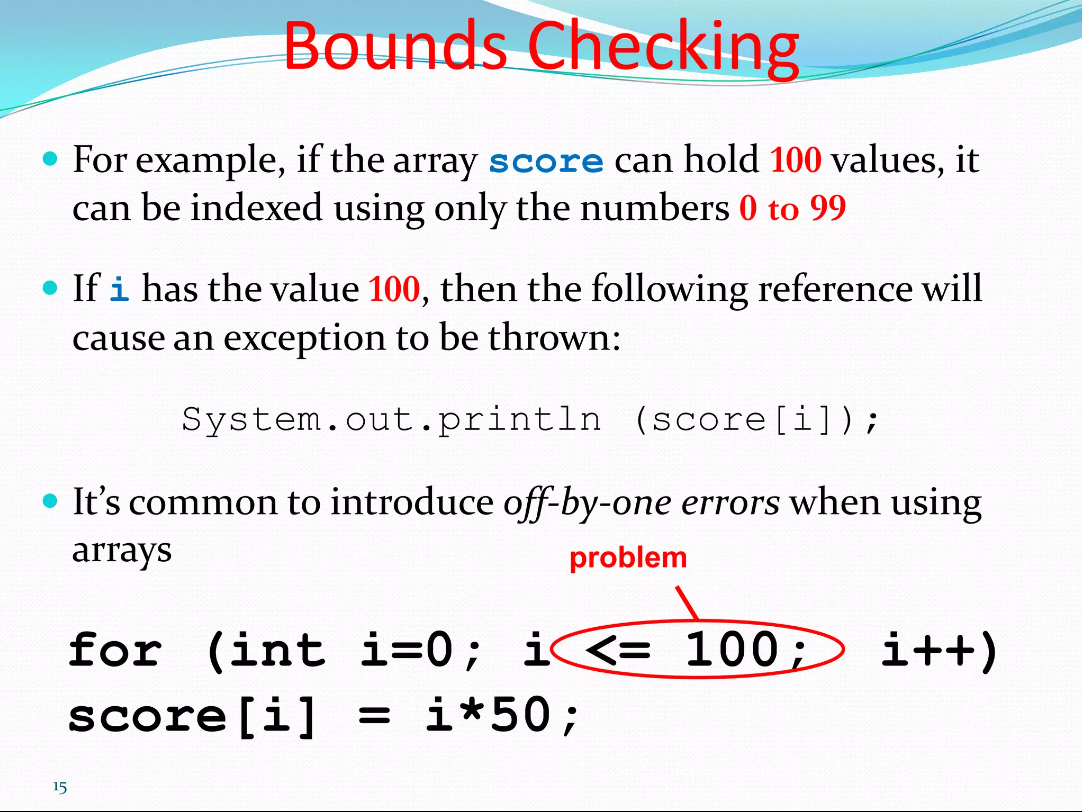 Bounds Checking
• For example, if the array score can hold 100 values, it
can be indexed using only the numbers 0 to 99
• If i has the value 100, then the following reference will
cause an exception to be thrown:
System.out.println (score[i]);
• It’s common to introduce off-by-one errors when using
arrays
problem
for (int i=0; i <= 100; i++)
score[i] = i*50;
15